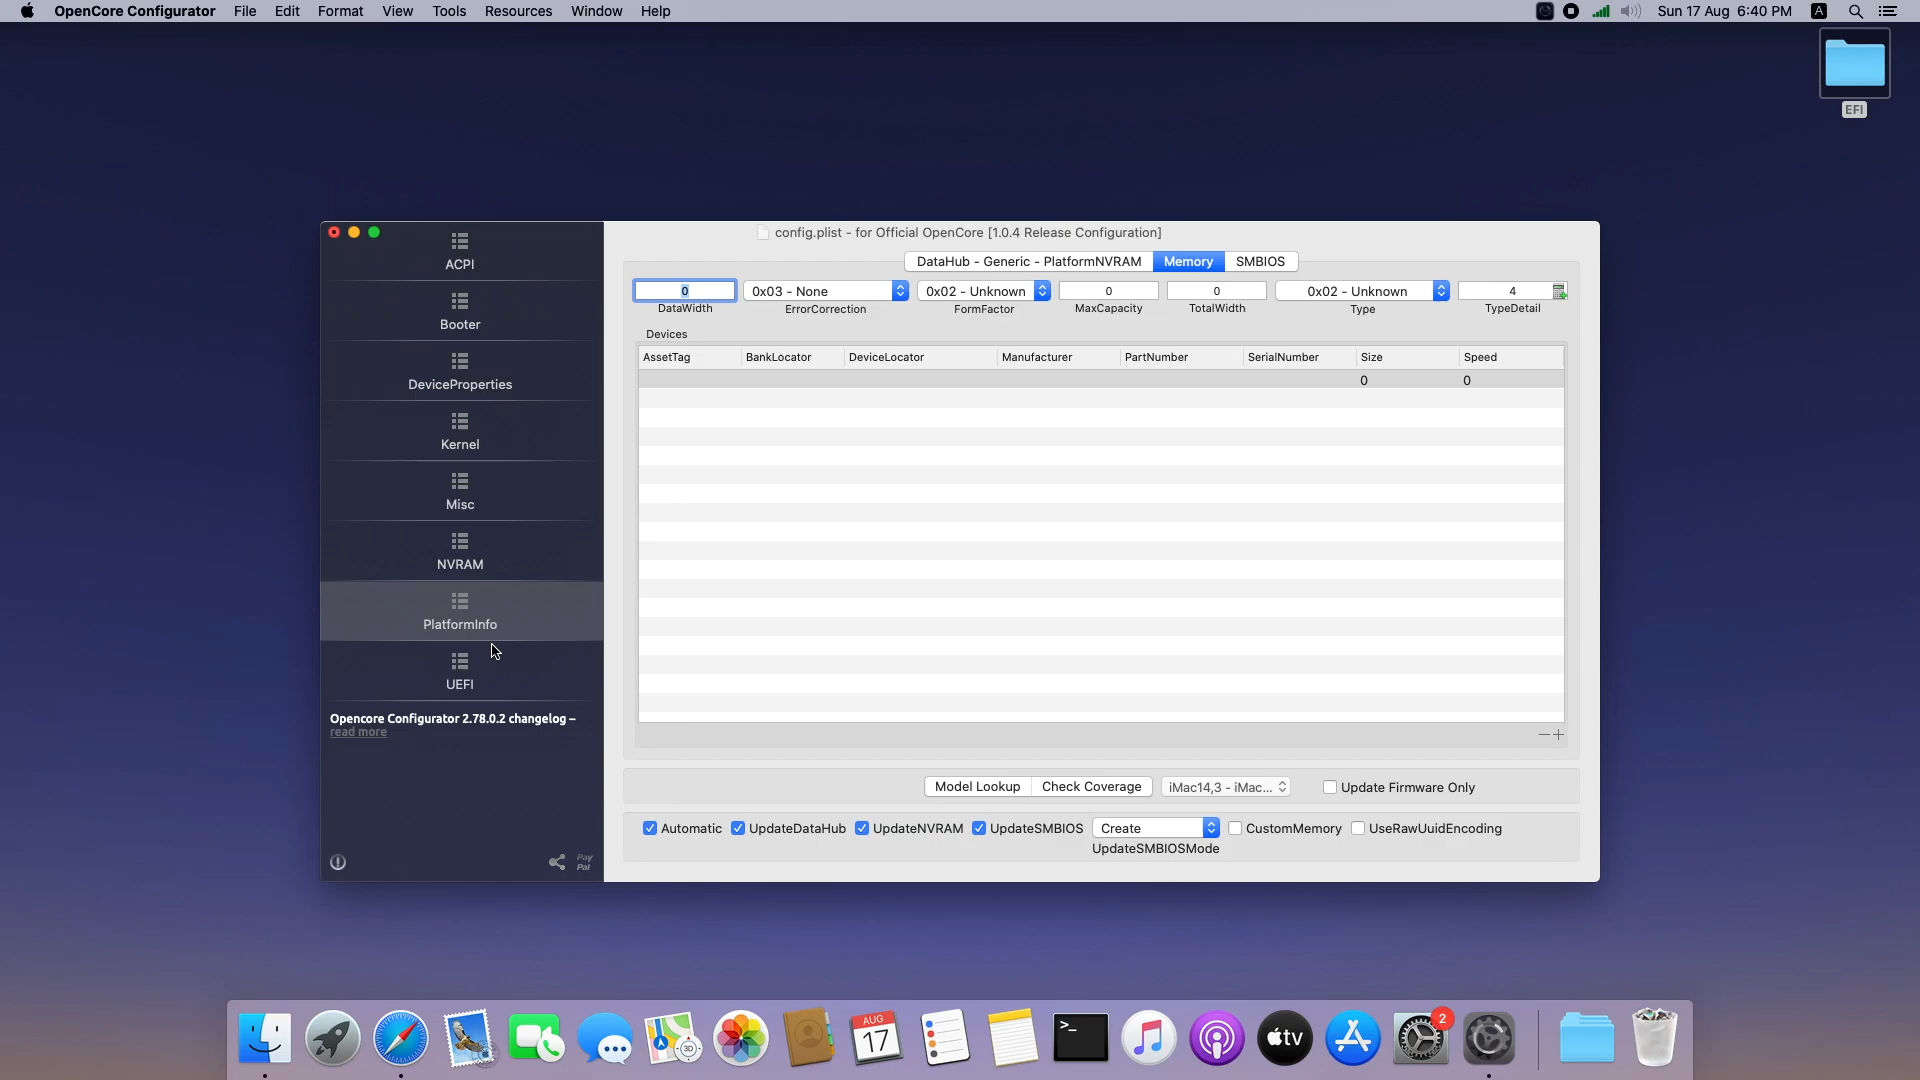 OpenCore Configurator File Edit Format View Tools Resources Window Help Sun 17 Aug 6:40 PM A
EFI
config.plist - for Official OpenCore [1.0.4 Release Configuration]
DataHub - Generic - PlatformNVRAM Memory SMBIOS
0 0x03 - None 0x02 - Unknown 0 0 0x02 - Unknown 4
DataWidth ErrorCorrection FormFactor MaxCapacity TotalWidth Type TypeDetail
Devices
AssetTag BankLocator DeviceLocator Manufacturer PartNumber SerialNumber Size Speed
0 0
ACPI
Booter
DeviceProperties
Kernel
Misc
NVRAM
PlatformInfo
UEFI
Opencore Configurator 2.78.0.2 changelog –
read more
Pay
Pal
Model Lookup Check Coverage iMac14,3 - iMac... Update Firmware Only
Automatic UpdateDataHub UpdateNVRAM UpdateSMBIOS Create CustomMemory UseRawUuidEncoding
UpdateSMBIOSMode
AUG
17
3D
>_
tv
2